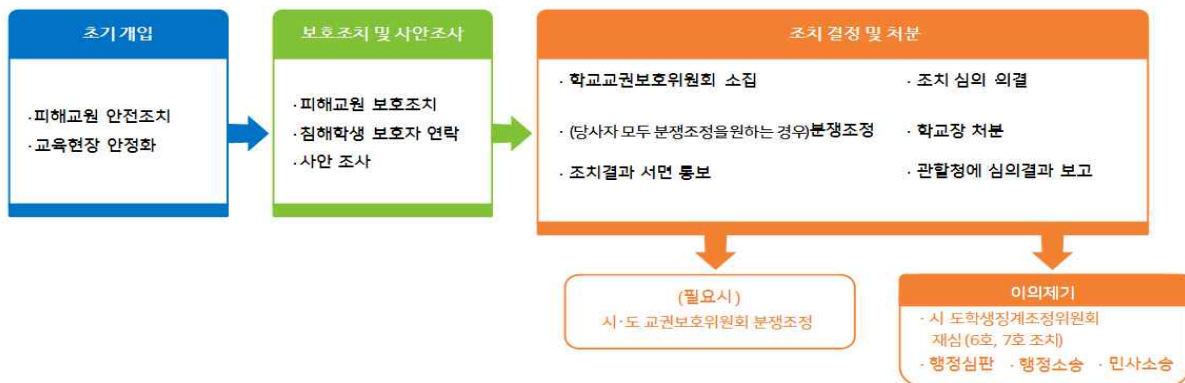 초기 개입
· 피해교원 안전조치
· 교육현장 안정화
보호조치 및 사안조사
· 피해교원 보호조치
· 침해학생 보호자 연락
· 사안 조사
조치 결정 및 처분
· 학교교권보호위원회 소집
· 조치 심의 의결
· (당사자 모두 분쟁조정을 원하는 경우)분쟁조정
· 학교장 처분
· 조치결과 서면 통보
· 관할청에 심의결과 보고
(필요시)
시·도 교권보호위원회 분쟁조정
이의제기
· 시 도학생징계조정위원회
재심 (6호, 7호 조치)
· 행정심판 · 행정소송 · 민사소송